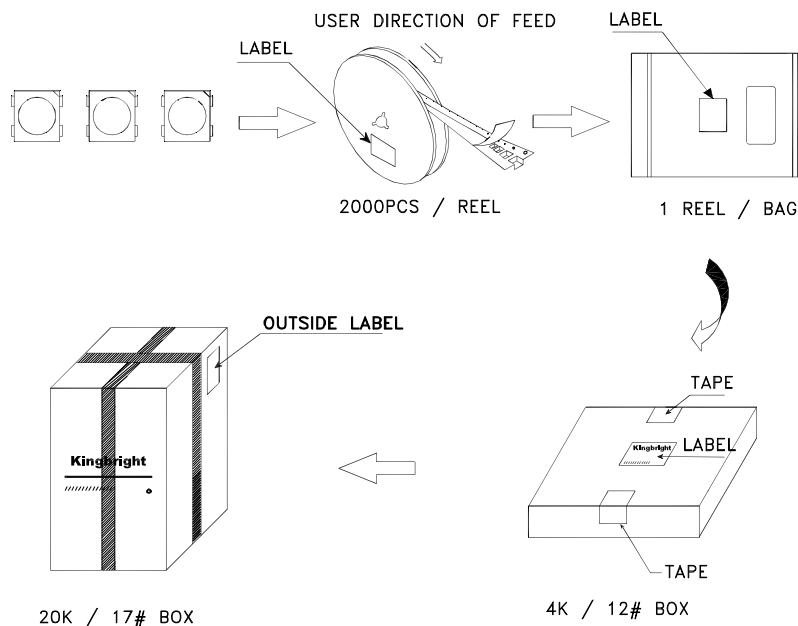 USER DIRECTION OF FEED
LABEL
LABEL
2000PCS / REEL
1 REEL / BAG
OUTSIDE LABEL
TAPE
Kingbright
LABEL
Kingbright
TAPE
4K / 12# BOX
20K / 17# BOX